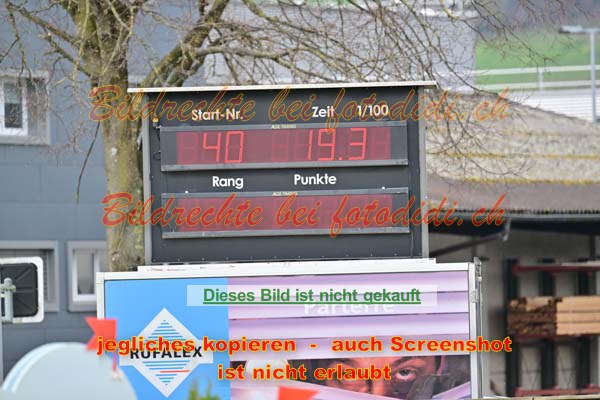 Bildrechte bei fotodidi.ch
Start-Nr. Zeit 1/100
40 19.3
Rang Punkte
Bildrechte bei fotodidi.ch
Dieses Bild ist nicht gekauft
Parterre
jegliches kopieren - auch Screenshot
RUFALEX
ist nicht erlaubt